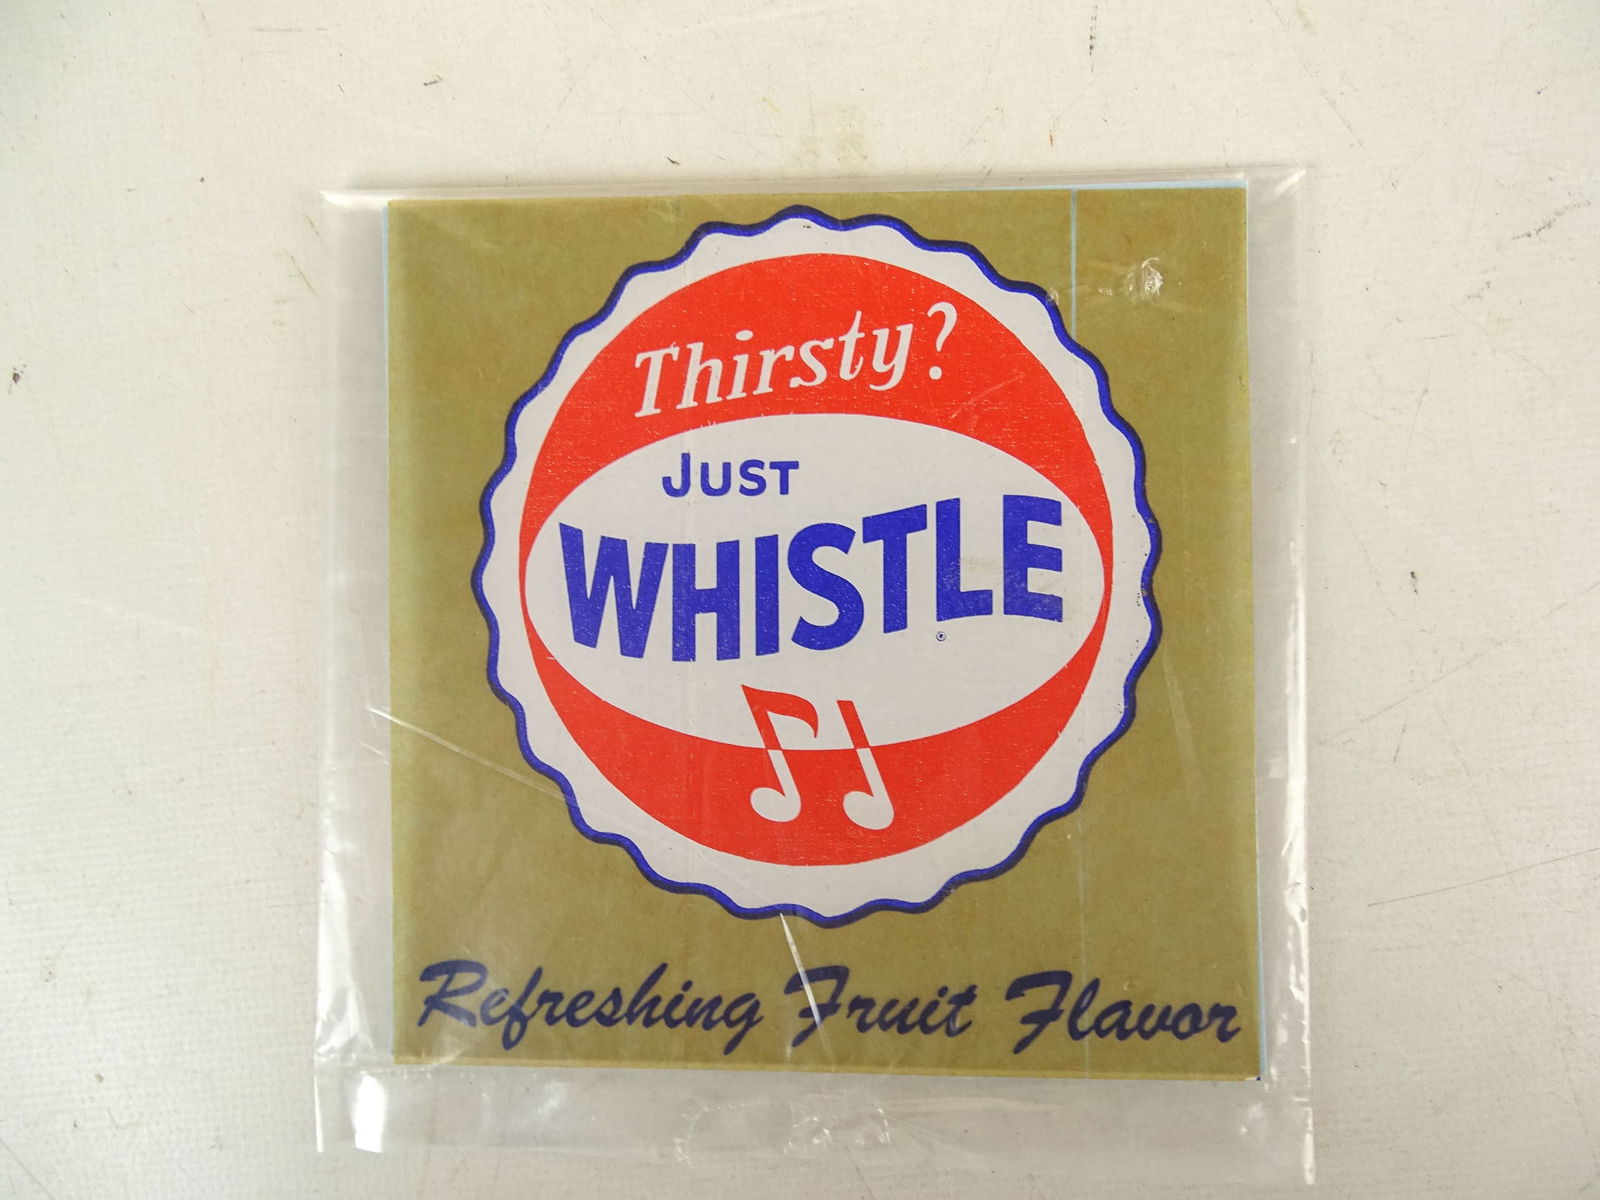 Thirsty?
JUST
WHISTLE
®
Refreshing Fruit Flavor